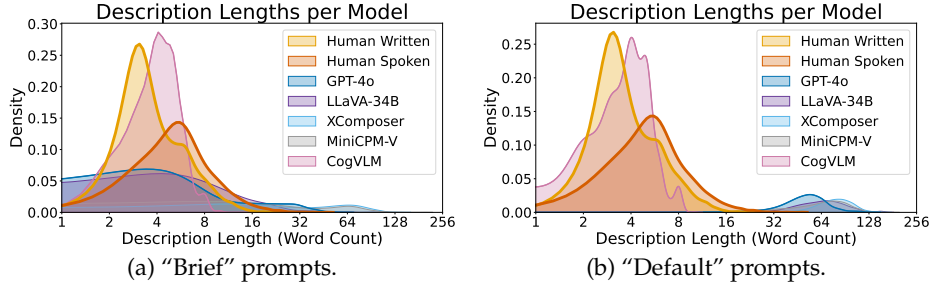 Description Lengths per Model
0.30
0.25
0.20
0.15
0.10
0.05
0.00
Density
1 2 4 8 16 32 64 128 256
Description Length (Word Count)
Human Written
Human Spoken
GPT-4o
LLaVA-34B
XComposer
MiniCPM-V
CogVLM
(a) “Brief” prompts.
Description Lengths per Model
0.25
0.20
0.15
0.10
0.05
0.00
Density
1 2 4 8 16 32 64 128 256
Description Length (Word Count)
Human Written
Human Spoken
GPT-4o
LLaVA-34B
XComposer
MiniCPM-V
CogVLM
(b) “Default” prompts.